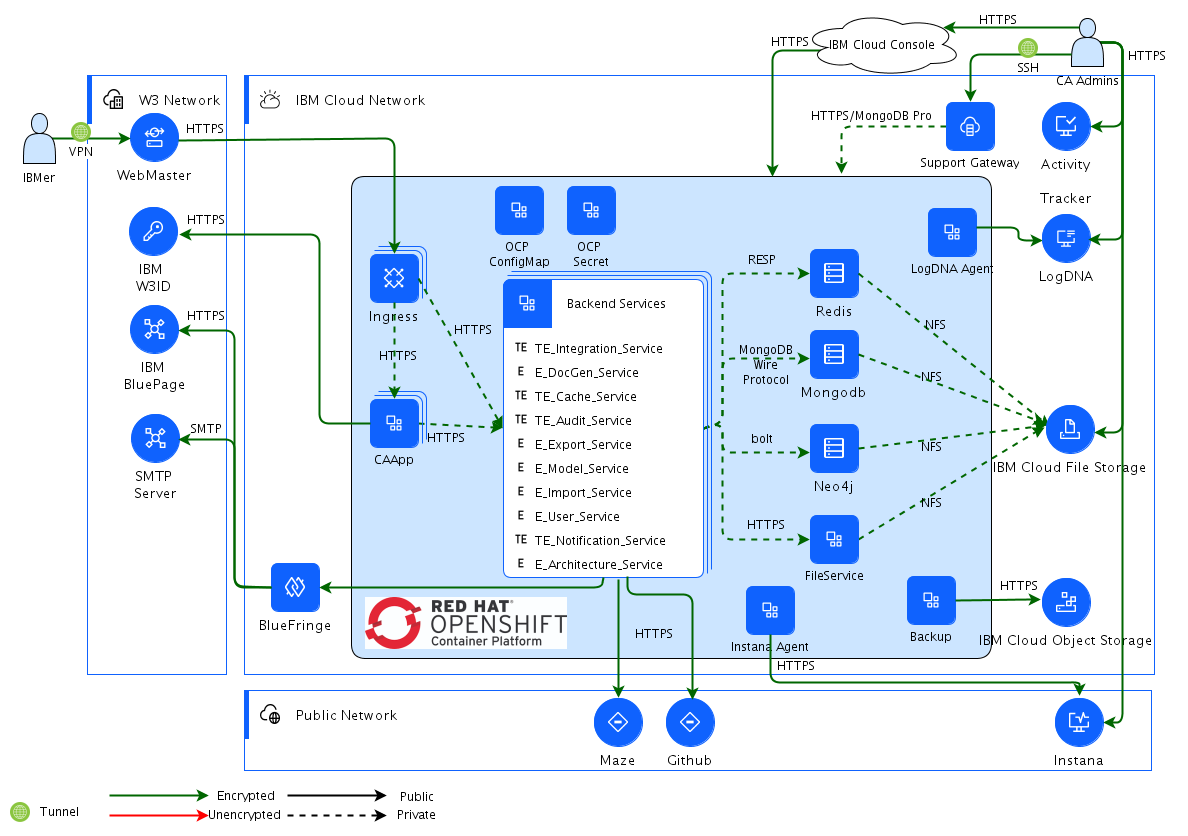 HTTPS
IBM Cloud Console
HTTPS
HTTPS
SSH
CA Admins
W3 Network
IBM Cloud Network
HTTPS/MongoDB Pro
Support Gateway
Activity
Tracker
VPN
IBMer
HTTPS
WebMaster
HTTPS
IBM
W3ID
OCP
ConfigMap
OCP
Secret
LogDNA Agent
LogDNA
RESP
Redis
Ingress
Backend Services
HTTPS
IBM
BluePage
HTTPS
HTTPS
NFS
TE TE_Integration_Service
E E_DocGen_Service
TE TE_Cache_Service
TE TE_Audit_Service
E E_Export_Service
E E_Model_Service
E E_Import_Service
E E_User_Service
TE TE_Notification_Service
E E_Architecture_Service
MongoDB
Wire
Protocol
Mongodb
NFS
SMTP
SMTP
Server
CAApp
HTTPS
bolt
Neo4j
NFS
IBM Cloud File Storage
HTTPS
FileService
NFS
BlueFringe
RED HAT®
OPENSHIFT
Container Platform
HTTPS
Instana Agent
HTTPS
Backup
HTTPS
IBM Cloud Object Storage
Public Network
Maze
Github
Instana
Tunnel
Encrypted
Public
Unencrypted
Private